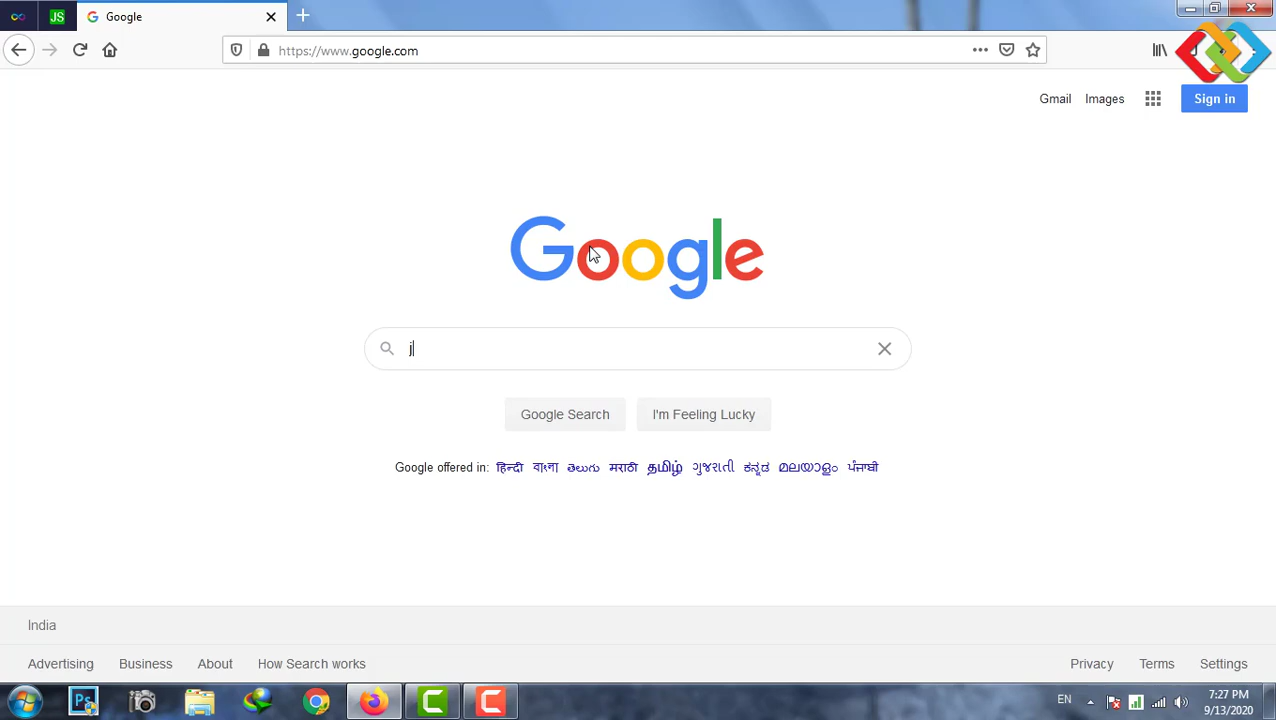 JS
Google
https://www.google.com
Gmail Images
Sign in
Google
j
Google Search
I'm Feeling Lucky
Google offered in: हिन्दी বাংলা తెలుగు मराठी தமிழ் ગુજરાતી ಕನ್ನಡ മലയാളം ਪੰਜਾਬੀ
India
Advertising Business About How Search works
Privacy Terms Settings
Ps
EN
7:27 PM
9/13/2020